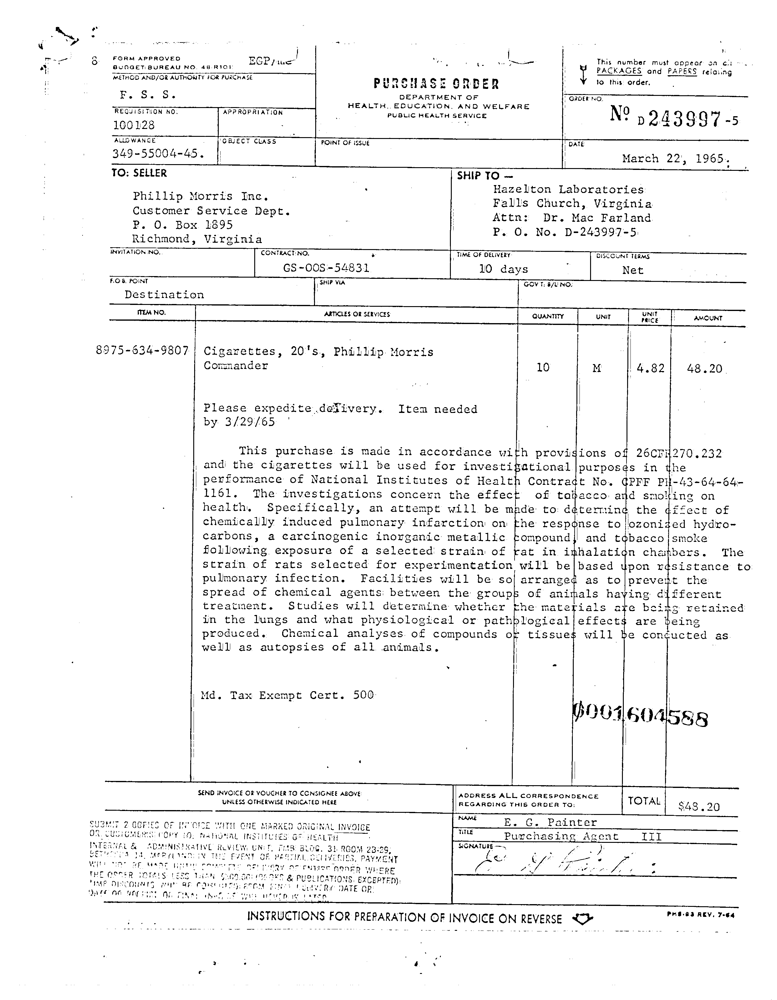 8
FORM APPROVED
BUDGET BUREAU NO. 48 R1011
EGP/
METHOD AND/OR AUTHORITY FOR PURCHASE
F. S. S.
PURCHASE ORDER
DEPARTMENT OF
HEALTH, EDUCATION, AND WELFARE
PUBLIC HEALTH SERVICE
This number must appear on
PACKAGES and PAPERS relating
to this order.
REQUISITION NO.
100128
APPROPRIATION
ORDER NO.
No D243997-5
ALLOWANCE
349-55004-45.
OBJECT CLASS
POINT OF ISSUE
DATE
March 22, 1965.
TO: SELLER
Phillip Morris Inc.
Customer Service Dept.
P. O. Box 1895
Richmond, Virginia
SHIP TO —
Hazelton Laboratories
Falls Church, Virginia
Attn: Dr. Mac Farland
P. O. No. D-243997-5
INVITATION NO.
CONTRACT NO.
GS-OOS-54831
TIME OF DELIVERY
10 days
DISCOUNT TERMS
Net
F.O.B. POINT
Destination
SHIP VIA
GOV'T. B/L NO.
ITEM NO.
ARTICLES OR SERVICES
QUANTITY
UNIT
UNIT PRICE
AMOUNT
8975-634-9807 Cigarettes, 20's, Phillip Morris
Commander 10 M 4.82 48.20
Please expedite delivery. Item needed
by 3/29/65
This purchase is made in accordance with provisions of 26CFR270.232
and the cigarettes will be used for investigational purposes in the
performance of National Institutes of Health Contract No. CPFF PH-43-64-64-
1161. The investigations concern the effect of tobacco and smoking on
health. Specifically, an attempt will be made to determine the effect of
chemically induced pulmonary infarction on the response to ozonized hydro-
carbons, a carcinogenic inorganic metallic compound, and tobacco smoke
following exposure of a selected strain of rat in inhalation chambers. The
strain of rats selected for experimentation will be based upon resistance to
pulmonary infection. Facilities will be so arranged as to prevent the
spread of chemical agents between the groups of animals having different
treatment. Studies will determine whether the materials are being retained
in the lungs and what physiological or pathological effects are being
produced. Chemical analyses of compounds or tissues will be conducted as
well as autopsies of all animals.
Md. Tax Exempt Cert. 500
0001604588
SEND INVOICE OR VOUCHER TO CONSIGNEE ABOVE
UNLESS OTHERWISE INDICATED HERE
ADDRESS ALL CORRESPONDENCE
REGARDING THIS ORDER TO:
TOTAL
$48.20
SUBMIT 2 COPIES OF INVOICE WITH ONE MARKED ORIGINAL INVOICE
OR CUSTOMERS COPY TO, NATIONAL INSTITUTES OF HEALTH
INTERNAL & ADMINISTRATIVE REVIEW UNIT, BLDG. 31 ROOM
BETHESDA 14, MARYLAND IN THE EVENT OF PARTIAL DELIVERIES, PAYMENT
WILL NOT BE MADE UNTIL COMPLETE DELIVERY OF ENTIRE ORDER WHERE
THE ORDER TOTALS LESS THAN & PUBLICATIONS EXCEPTED)
TIME DISCOUNTS WILL BE COMPUTED FROM DELIVERY DATE OR
DATE OF RECEIPT OF FINAL INVOICE
NAME
E. G. Painter
TITLE
Purchasing Agent III
SIGNATURE
INSTRUCTIONS FOR PREPARATION OF INVOICE ON REVERSE
PHS-93 REV. 7-64